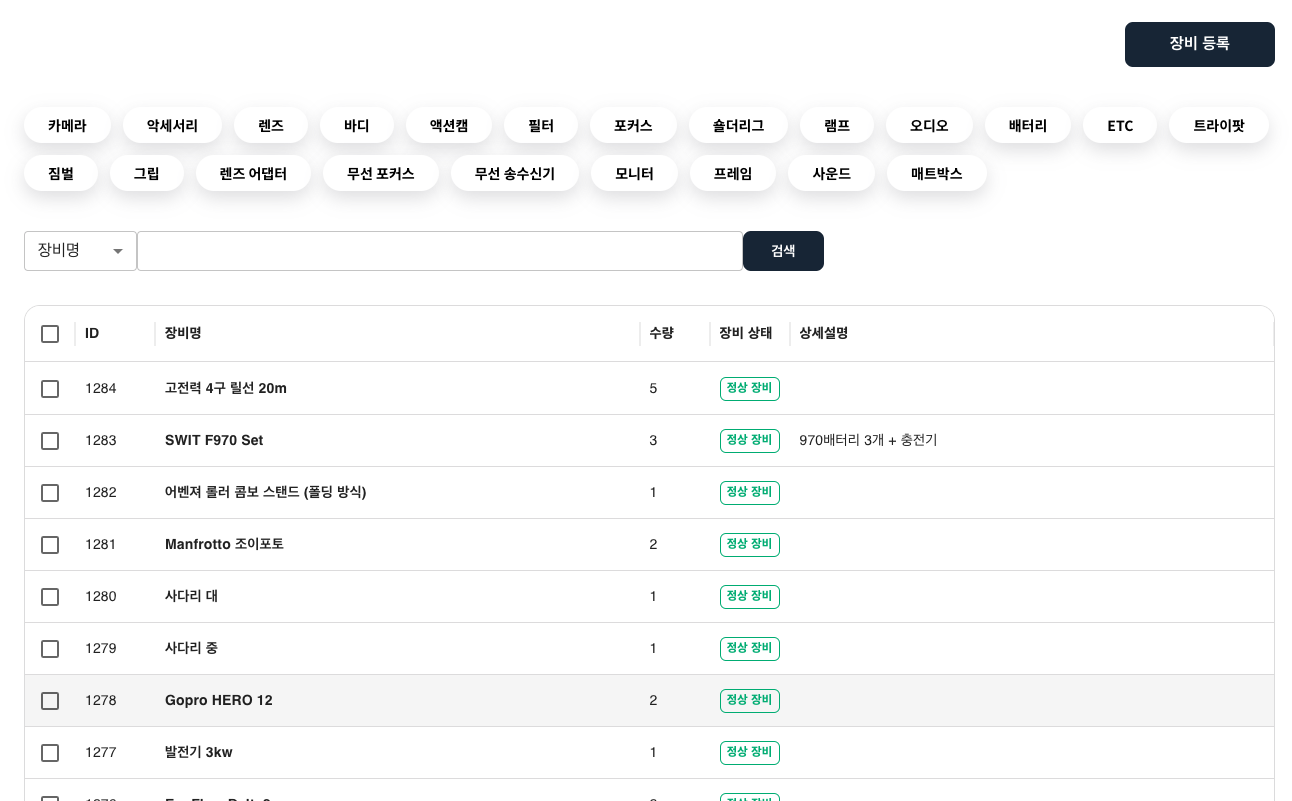 장비 등록
카메라 악세서리 렌즈 바디 액션캠 필터 포커스 숄더리그 램프 오디오 배터리 ETC 트라이팟
짐벌 그립 렌즈 어댑터 무선 포커스 무선 송수신기 모니터 프레임 사운드 매트박스
장비명 검색
ID 장비명 수량 장비 상태 상세설명
1284 고전력 4구 릴선 20m 5 정상 장비
1283 SWIT F970 Set 3 정상 장비 970배터리 3개 + 충전기
1282 어벤져 롤러 콤보 스탠드 (폴딩 방식) 1 정상 장비
1281 Manfrotto 조이포토 2 정상 장비
1280 사다리 대 1 정상 장비
1279 사다리 중 1 정상 장비
1278 Gopro HERO 12 2 정상 장비
1277 발전기 3kw 1 정상 장비